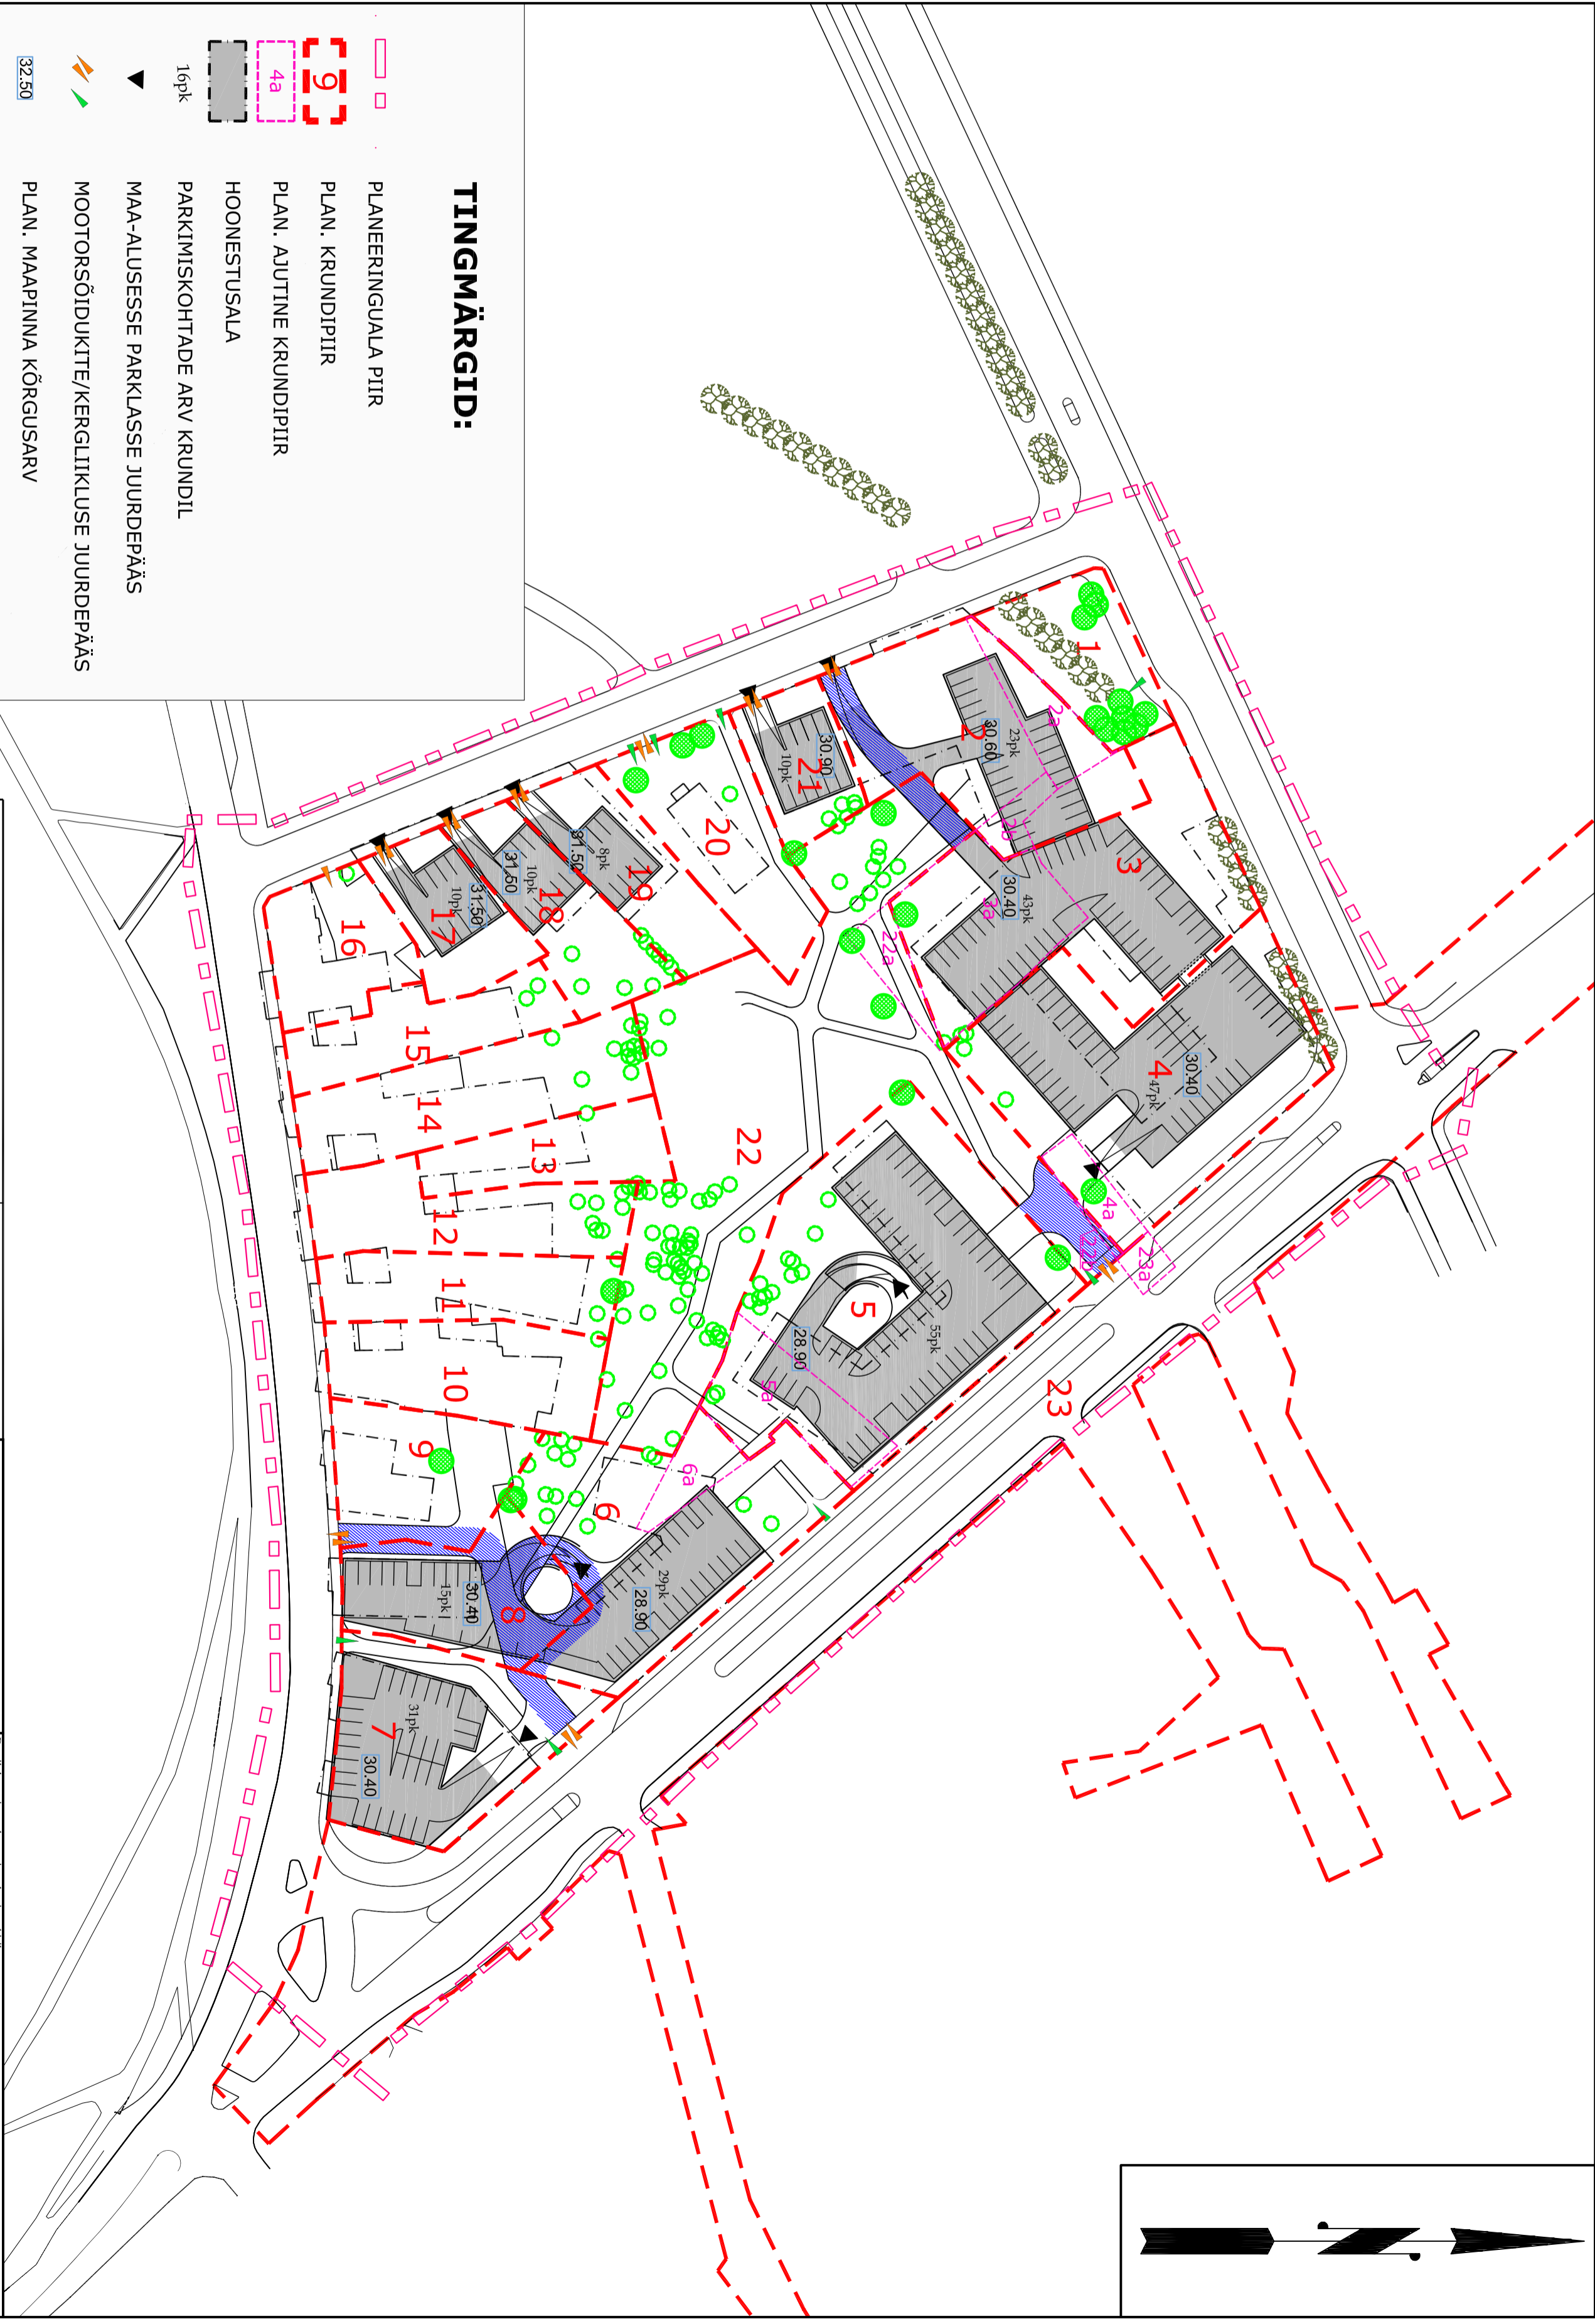 TINGMÄRGID:
PLANEERINGUALA PIIR
9
PLAN. KRUNDIPIIR
4a
PLAN. AJUTINE KRUNDIPIIR
HOONESTUSALA
16pk
PARKIMISKOHTADE ARV KRUNDIL
MAA-ALUSESSE PARKLASSE JUURDEPÄÄS
MOOTORSÕIDUKITE/KERGLIIKLUSE JUURDEPÄÄS
32.50
PLAN. MAAPINNA KÕRGUSARV
1
2a
23pk
30.60
2
2b
3
43pk
30.40
3a
22a
30.40
4
47pk
4a
22b
23a
30.90
21
10pk
20
8pk
31.50
19
10pk
31.50
18
10pk
31.50
17
16
15
14
13
12
11
10
9
22
5
55pk
28.90
5a
23
6a
6
29pk
28.90
8
30.40
15pk
31pk
7
30.40